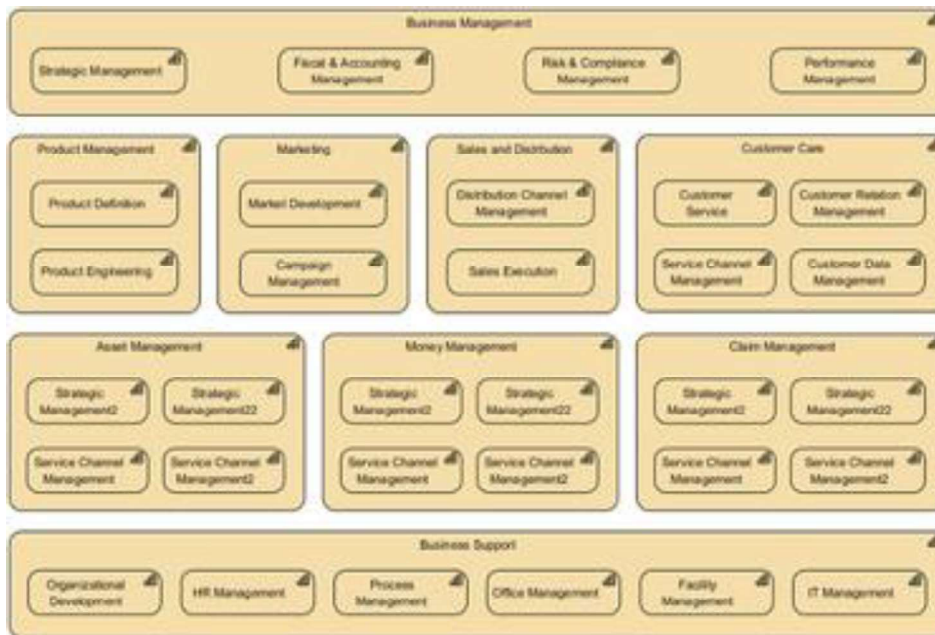 Business Management
Strategic Management
Fiscal & Accounting
Management
Risk & Compliance
Management
Performance
Management
Product Management
Product Definition
Product Engineering
Marketing
Market Development
Campaign
Management
Sales and Distribution
Distribution Channel
Management
Sales Execution
Customer Care
Customer
Service
Customer Relation
Management
Service Channel
Management
Customer Data
Management
Asset Management
Strategic
Management2
Strategic
Management22
Service Channel
Management
Service Channel
Management2
Money Management
Strategic
Management2
Strategic
Management22
Service Channel
Management
Service Channel
Management2
Claim Management
Strategic
Management2
Strategic
Management22
Service Channel
Management
Service Channel
Management2
Business Support
Organizational
Development
HR Management
Process
Management
Office Management
Facility
Management
IT Management